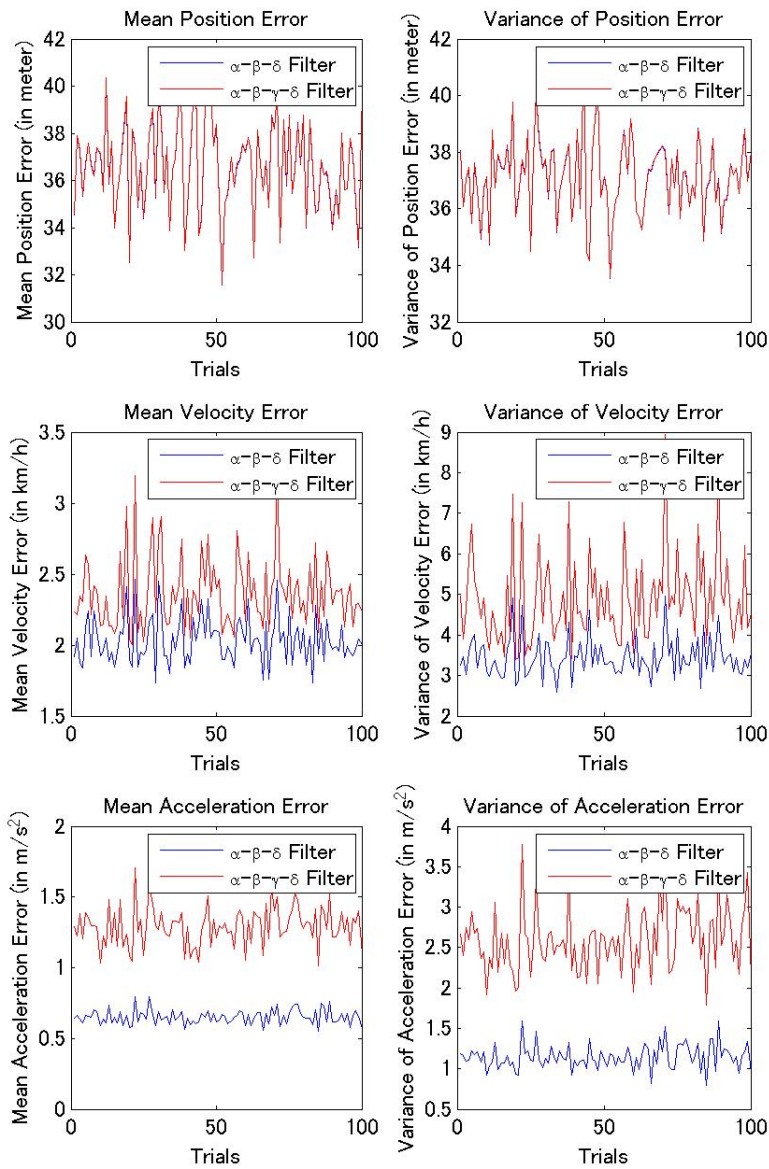 Mean Position Error
Mean Position Error (in meter)
42
40
38
36
34
32
30
0
50
100
Trials
α-β-δ Filter
α-β-γ-δ Filter
Variance of Position Error
Variance of Position Error (in meter)
42
40
38
36
34
32
0
50
100
Trials
α-β-δ Filter
α-β-γ-δ Filter
Mean Velocity Error
Mean Velocity Error (in km/h)
3.5
3
2.5
2
1.5
0
50
100
Trials
α-β-δ Filter
α-β-γ-δ Filter
Variance of Velocity Error
Variance of Velocity Error (in km/h)
9
8
7
6
5
4
3
2
0
50
100
Trials
α-β-δ Filter
α-β-γ-δ Filter
Mean Acceleration Error
Mean Acceleration Error (in m/s²)
2
1.5
1
0.5
0
0
50
100
Trials
α-β-δ Filter
α-β-γ-δ Filter
Variance of Acceleration Error
Variance of Acceleration Error (in m/s²)
4
3.5
3
2.5
2
1.5
1
0.5
0
50
100
Trials
α-β-δ Filter
α-β-γ-δ Filter